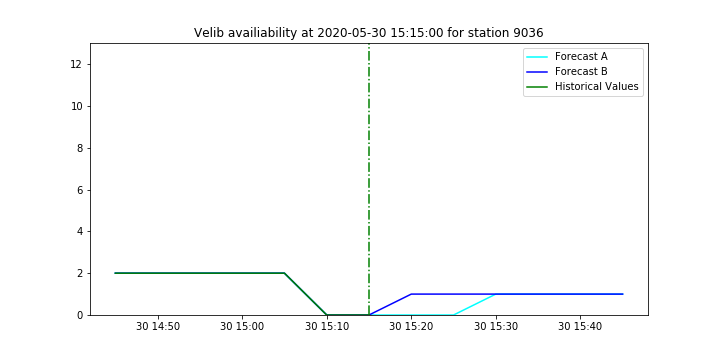 Velib availiability at 2020-05-30 15:15:00 for station 9036
Forecast A
Forecast B
Historical Values
12
10
8
6
4
2
0
30 14:50 30 15:00 30 15:10 30 15:20 30 15:30 30 15:40